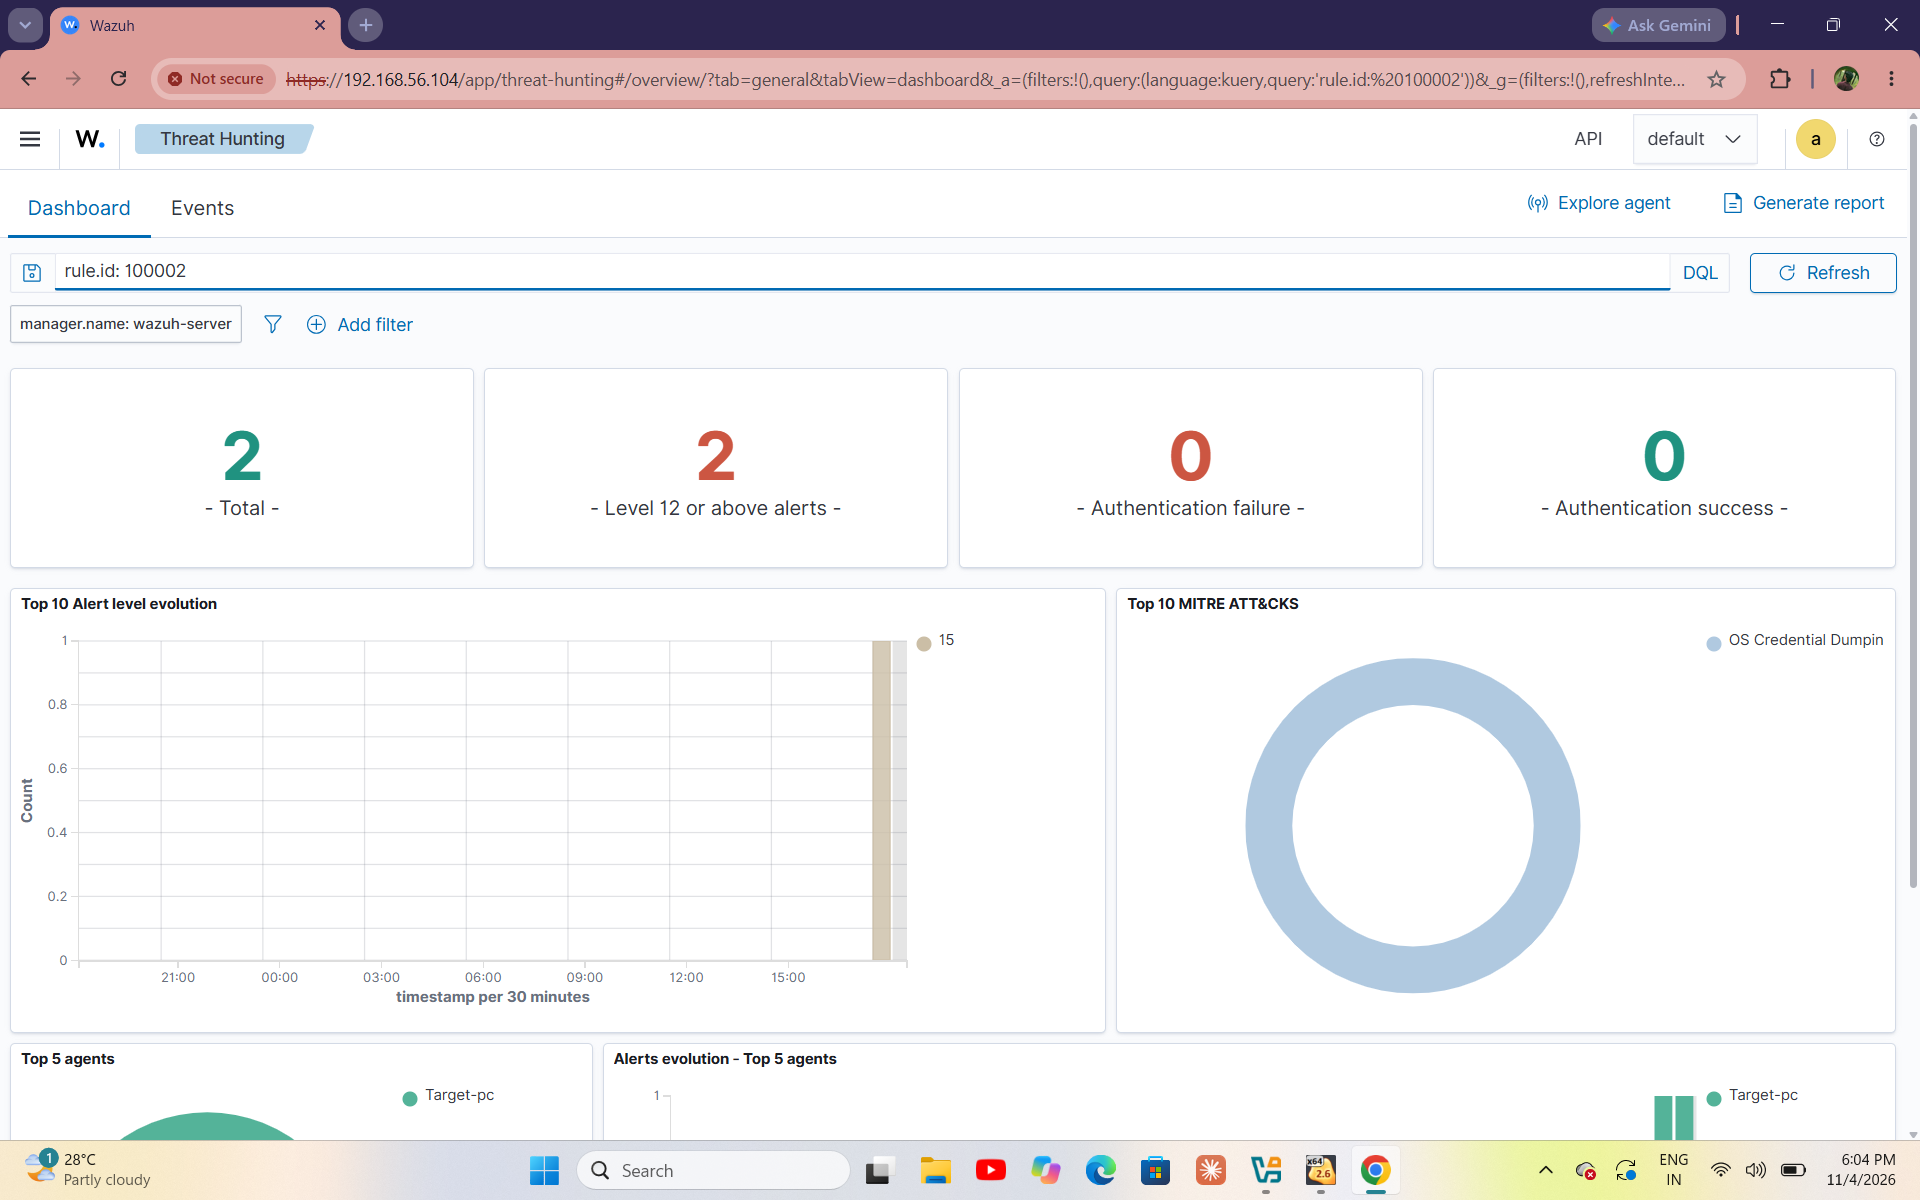 Wazuh
Ask Gemini
Not secure
https://192.168.56.104/app/threat-hunting#/overview/?tab=general&tabView=dashboard&_a=(filters:!(),query:(language:kuery,query:'rule.id:%20100002'))&_g=(filters:!(),refreshInte...
W.
Threat Hunting
API
default
a
Dashboard
Events
Explore agent
Generate report
rule.id: 100002
DQL
Refresh
manager.name: wazuh-server
Add filter
2
- Total -
2
- Level 12 or above alerts -
0
- Authentication failure -
0
- Authentication success -
Top 10 Alert level evolution
1
0.8
0.6
0.4
0.2
0
Count
21:00
00:00
03:00
06:00
09:00
12:00
15:00
timestamp per 30 minutes
15
Top 10 MITRE ATT&CKS
OS Credential Dumpin
Top 5 agents
Target-pc
Alerts evolution - Top 5 agents
1
Target-pc
1
28°C
Partly cloudy
Search
x64
2.6
ENG
IN
6:04 PM
11/4/2026